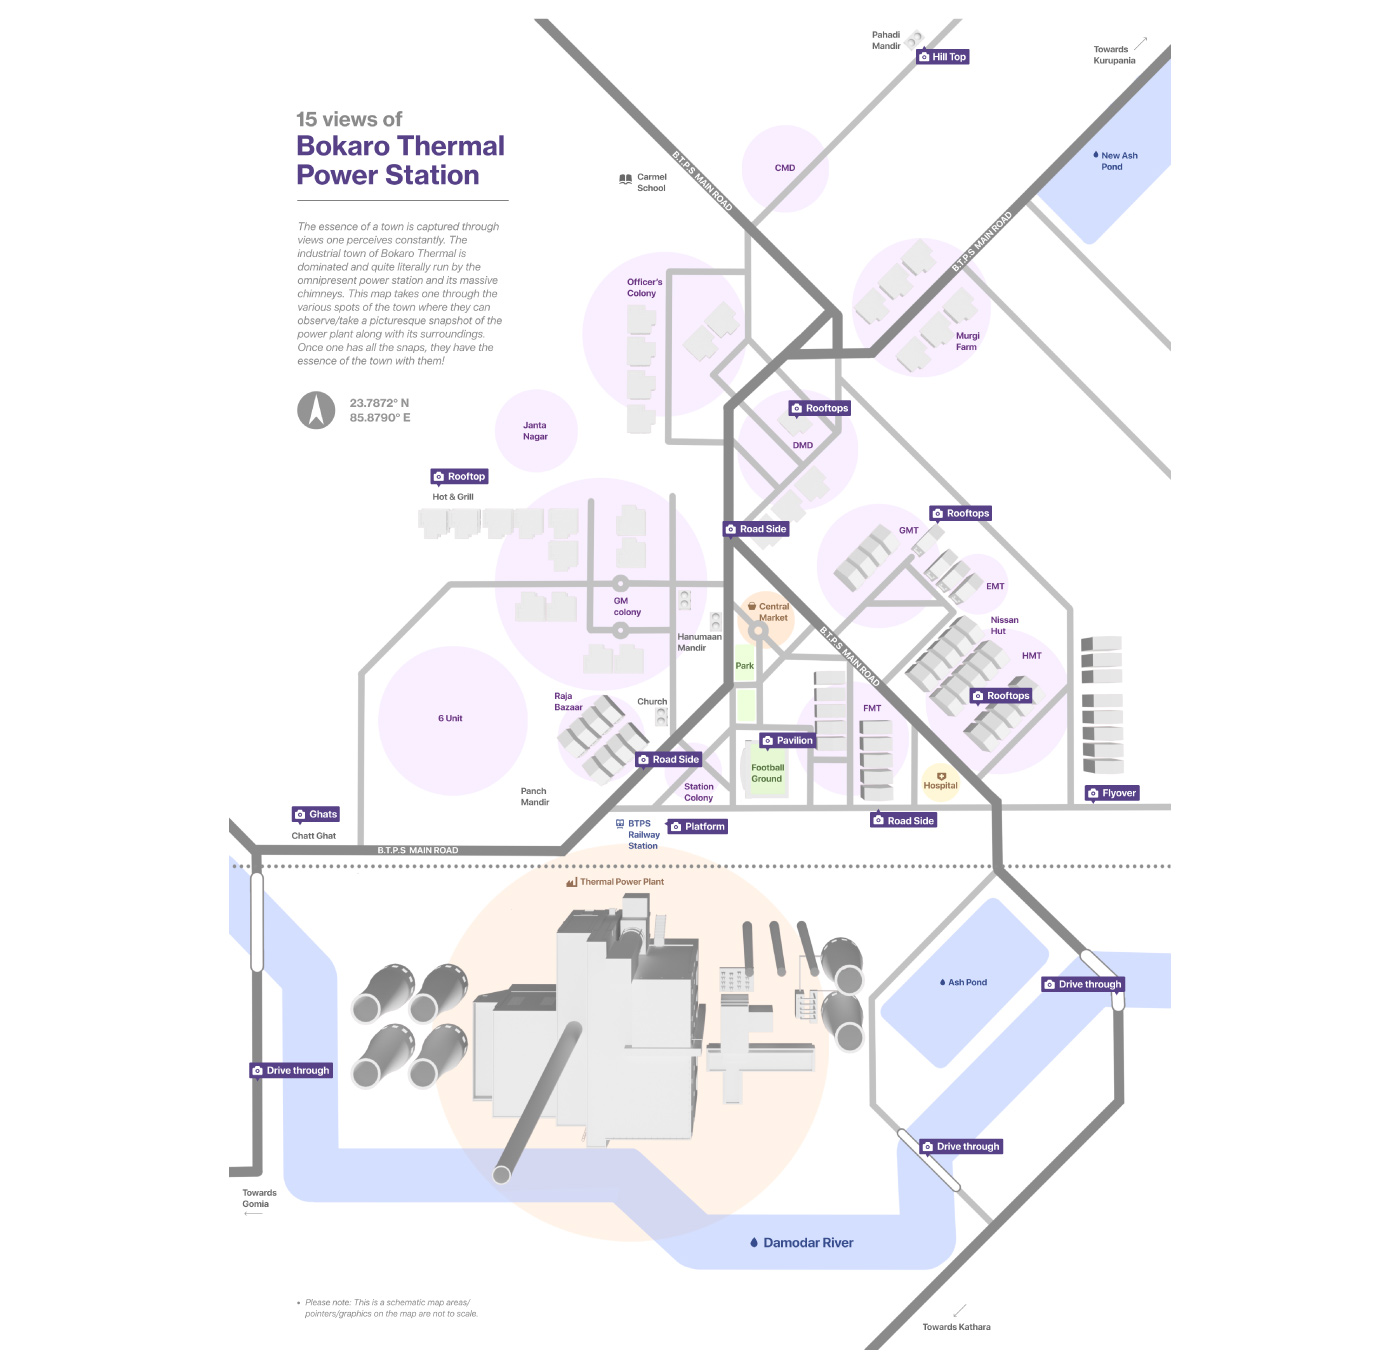 15 views of
Bokaro Thermal
Power Station
The essence of a town is captured through
views one perceives constantly. The
industrial town of Bokaro Thermal is
dominated and quite literally run by the
omnipresent power station and its massive
chimneys. This map takes one through the
various spots of the town where they can
observe/take a picturesque snapshot of the
power plant along with its surroundings.
Once one has all the snaps, they have the
essence of the town with them!
23.7872° N
85.8790° E
Pahadi
Mandir
Hill Top
Towards
Kurupania
New Ash
Pond
CMD
Carmel
School
B.T.P.S MAIN ROAD
B.T.P.S MAIN ROAD
Officer's
Colony
Murgi
Farm
Janta
Nagar
Rooftops
DMD
Rooftop
Hot & Grill
Road Side
Rooftops
GMT
EMT
GM
colony
Central
Market
Hanumaan
Mandir
B.T.P.S MAIN ROAD
Nissan
Hut
HMT
Park
Rooftops
6 Unit
Raja
Bazaar
Church
FMT
Pavilion
Road Side
Football
Ground
Station
Colony
Hospital
Panch
Mandir
Flyover
Ghats
Chatt Ghat
BTPS
Railway
Station
Platform
Road Side
B.T.P.S MAIN ROAD
Thermal Power Plant
Ash Pond
Drive through
Drive through
Drive through
Towards
Gomia
Damodar River
• Please note: This is a schematic map areas/
pointers/graphics on the map are not to scale.
Towards Kathara